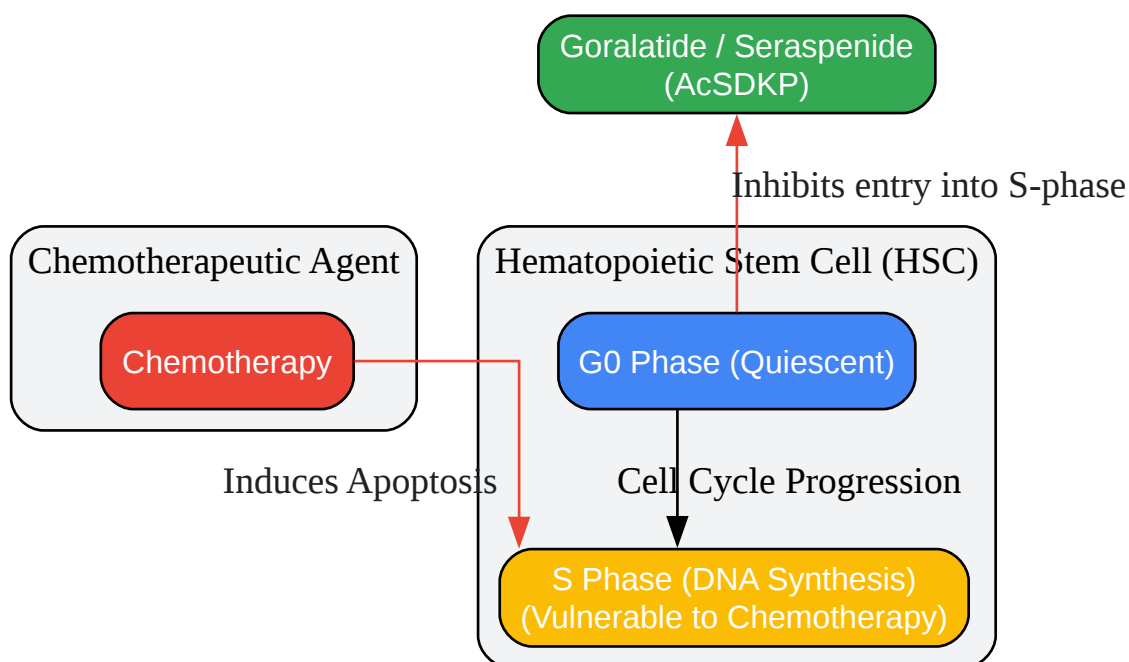 Goralatide / Seraspenide
(AcSDKP)
Inhibits entry into S-phase
Chemotherapeutic Agent
Hematopoietic Stem Cell (HSC)
Chemotherapy
G0 Phase (Quiescent)
Induces Apoptosis
Cell Cycle Progression
S Phase (DNA Synthesis)
(Vulnerable to Chemotherapy)